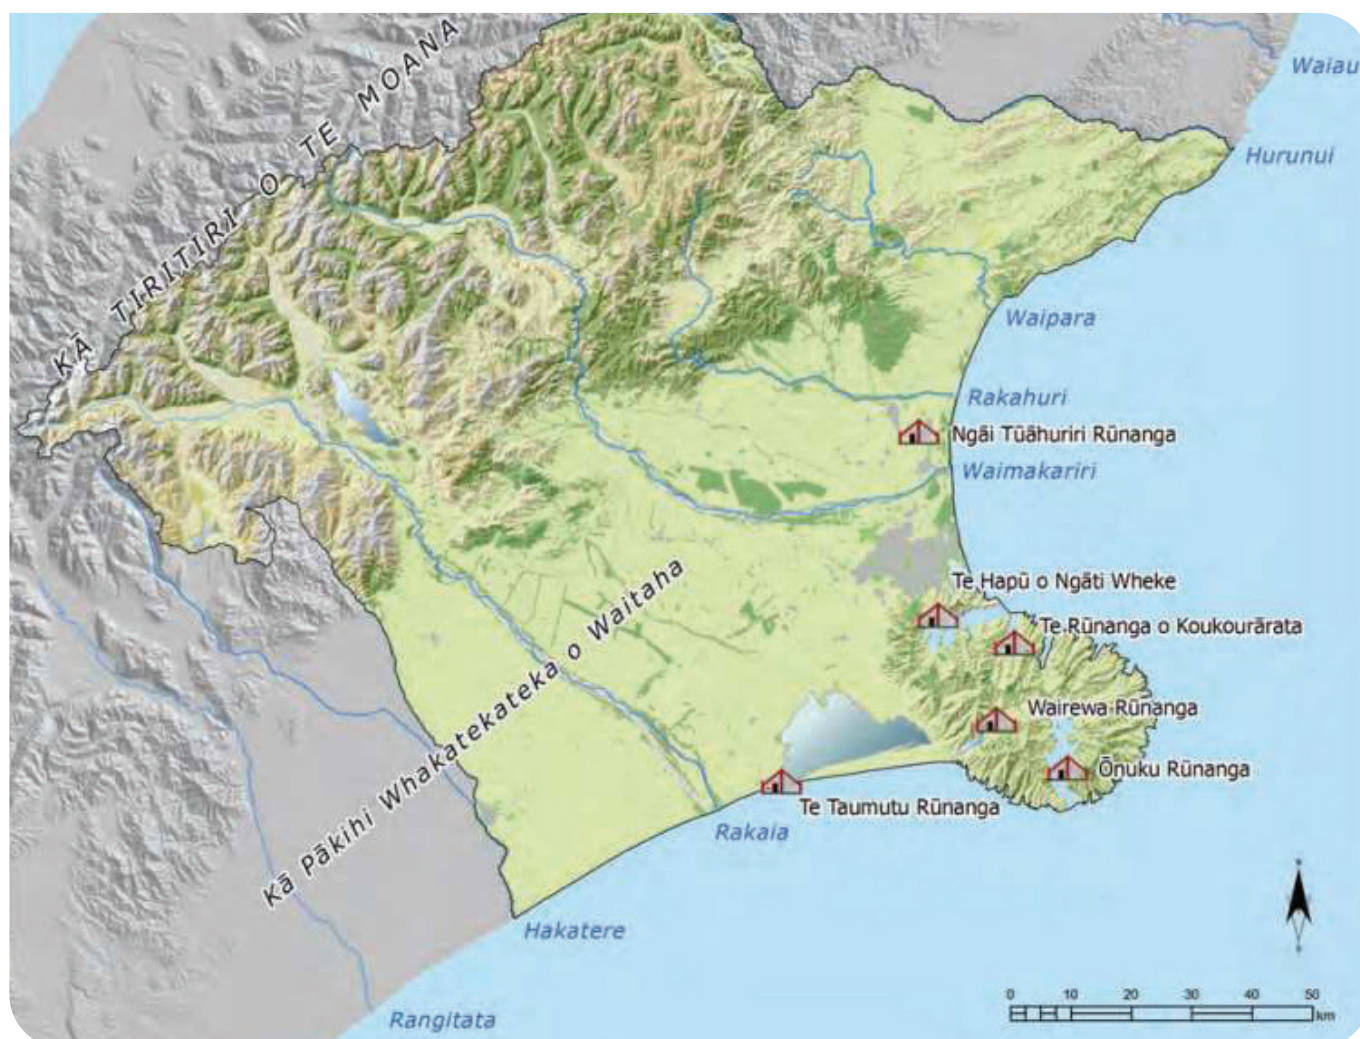 Waiau
KĀ TIRITIRI O TE MOANA
Hurunui
Waipara
Rakahuri
Ngāi Tūāhuriri Rūnanga
Waimakariri
Te Hapū o Ngāti Wheke
Te Rūnanga o Koukourārata
Kā Pākihi Whakatekateka o Waitaha
Wairewa Rūnanga
Ōnuku Rūnanga
Te Taumutu Rūnanga
Rakaia
Hakatere
0 10 20 30 40 50
km
Rangitata